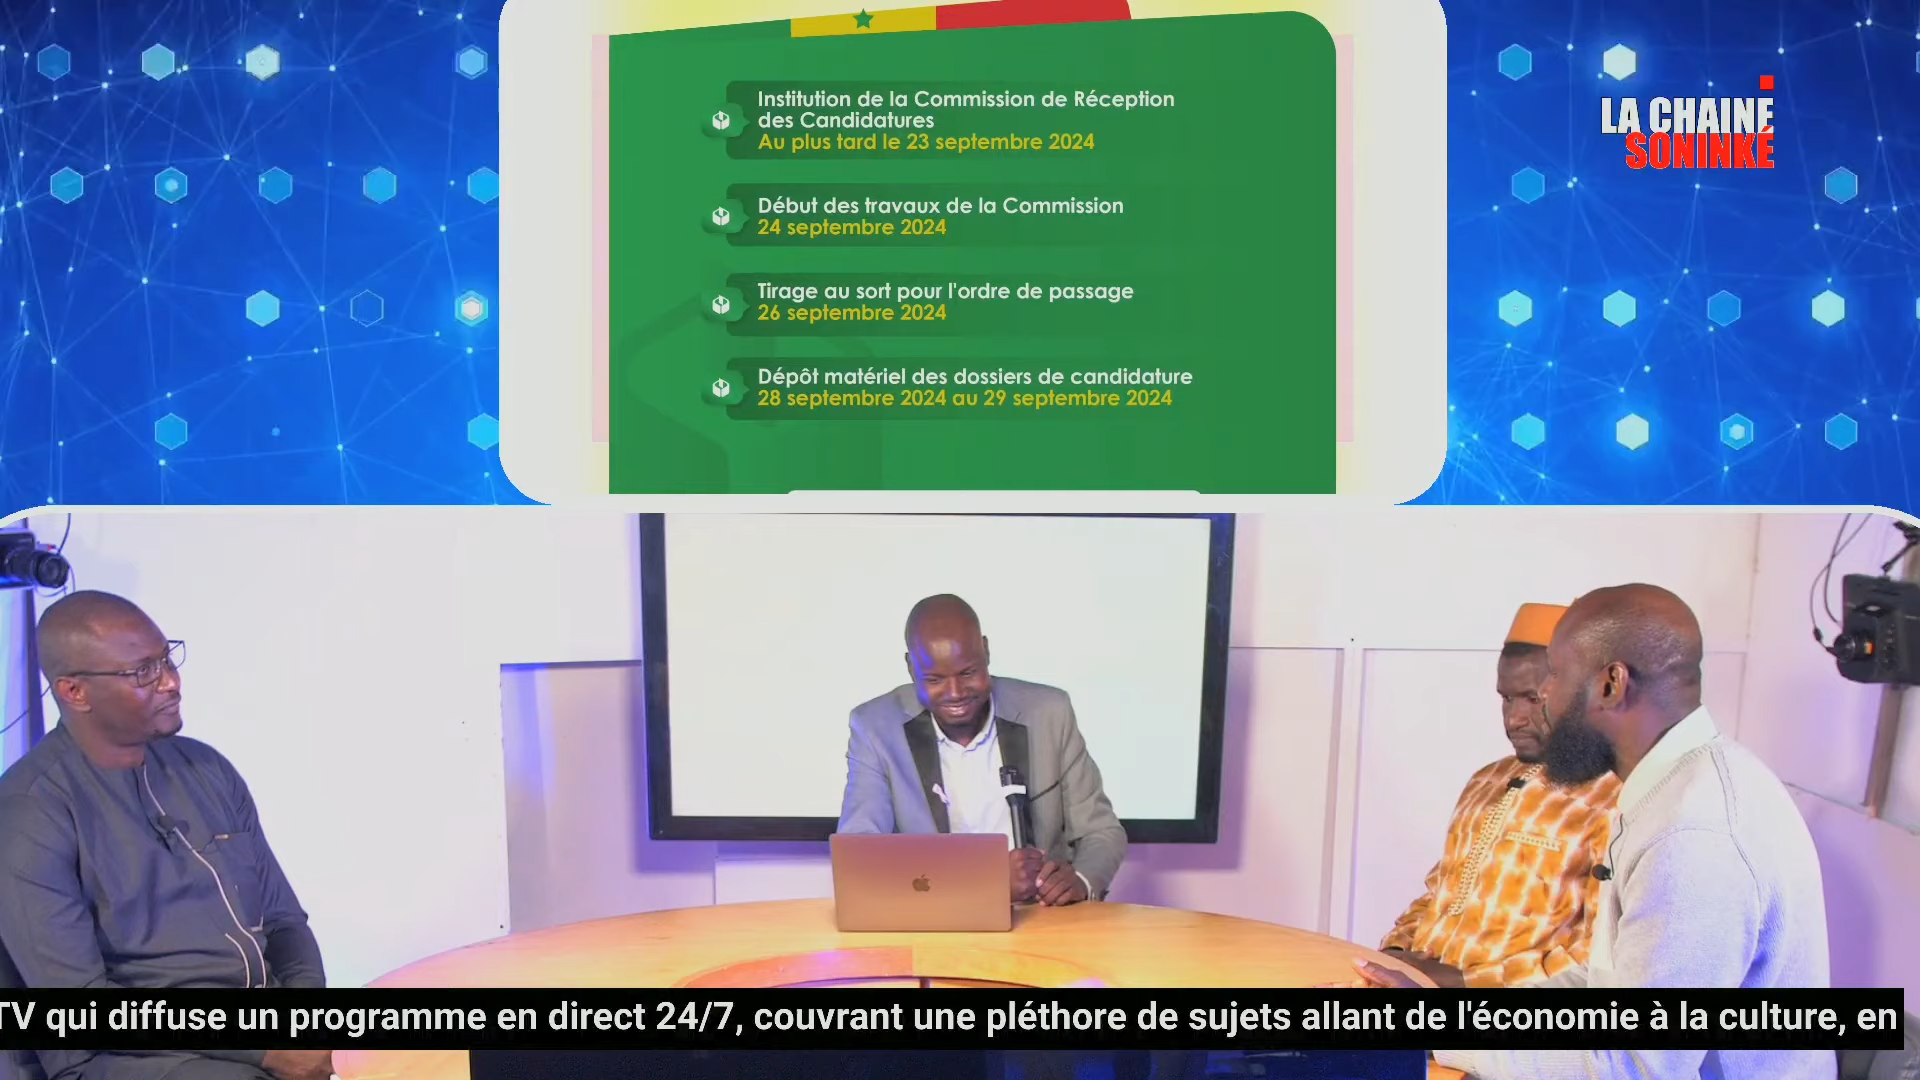 Institution de la Commission de Réception
des Candidatures
Au plus tard le 23 septembre 2024
LA CHAINE
SONINKÉ
Début des travaux de la Commission
24 septembre 2024
Tirage au sort pour l'ordre de passage
26 septembre 2024
Dépôt matériel des dossiers de candidature
28 septembre 2024 au 29 septembre 2024
TV qui diffuse un programme en direct 24/7, couvrant une pléthore de sujets allant de l'économie à la culture, en